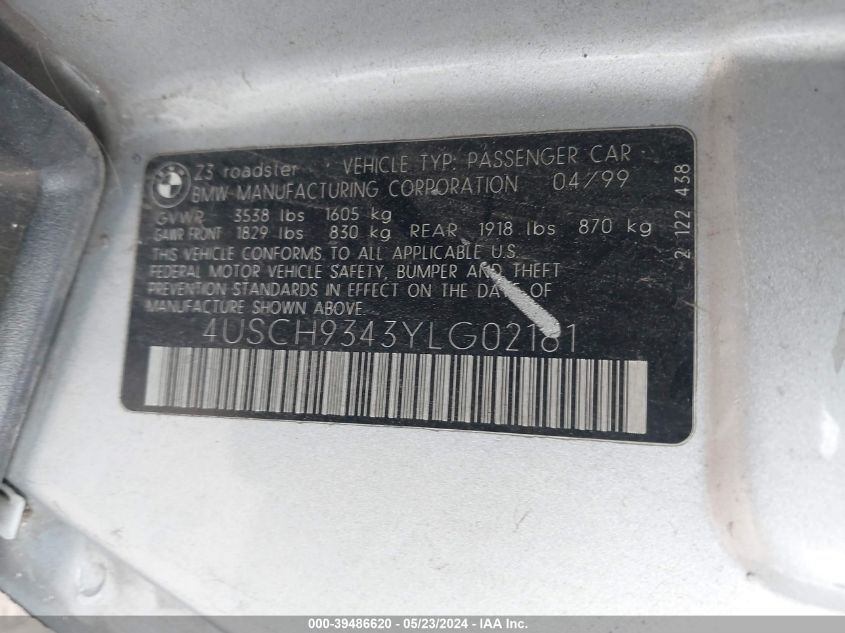 Z3 roadster VEHICLE TYP: PASSENGER CAR
BMW MANUFACTURING CORPORATION 04/99
GVWR 3538 lbs 1605 kg
GAWR FRONT 1829 lbs 830 kg REAR 1918 lbs 870 kg
THIS VEHICLE CONFORMS TO ALL APPLICABLE U.S.
FEDERAL MOTOR VEHICLE SAFETY, BUMPER AND THEFT
PREVENTION STANDARDS IN EFFECT ON THE DATE OF
MANUFACTURE SHOWN ABOVE.
4USCH9343YLG02181
2 122 438
000-39486620 - 05/23/2024 - IAA Inc.